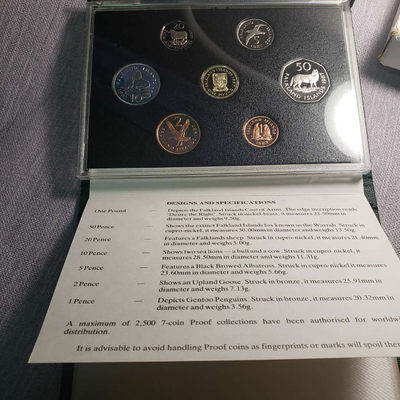 20
50
FALKLAND ISLANDS 1987
2
DESIGNS AND SPECIFICATIONS
One Pound — Depicts the Falkland Islands Coat of Arms. The edge inscription reads
'Desire the Right'. Struck in nickel-brass, it measures 22.50mm in
diameter and weighs 9.50g.
50 Pence — Shows the extinct Falkland Islands fox known as the Warrah. Struck in
cupro-nickel, it measures 30.00mm in diameter and weighs 13.50g.
20 Pence — Features a Falklands sheep. Struck in cupro-nickel, it measures 21.40mm
in diameter and weighs 5.00g.
10 Pence — Shows two sea lions — a bull and a cow. Struck in cupro-nickel, it
measures 28.50mm in diameter and weighs 11.31g.
5 Pence — Features a Black Browed Albatross. Struck in cupro-nickel, it measures
23.60mm in diameter and weighs 5.66g.
2 Pence — Shows an Upland Goose. Struck in bronze, it measures 25.91mm in
diameter and weighs 7.13g.
1 Penny — Depicts Gentoo Penguins. Struck in bronze, it measures 20.32mm in
diameter and weighs 3.56g.
A maximum of 2,500 7-coin Proof collections have been authorised for worldw
distribution.
It is advisable to avoid handling Proof coins as fingerprints or marks will spoil their